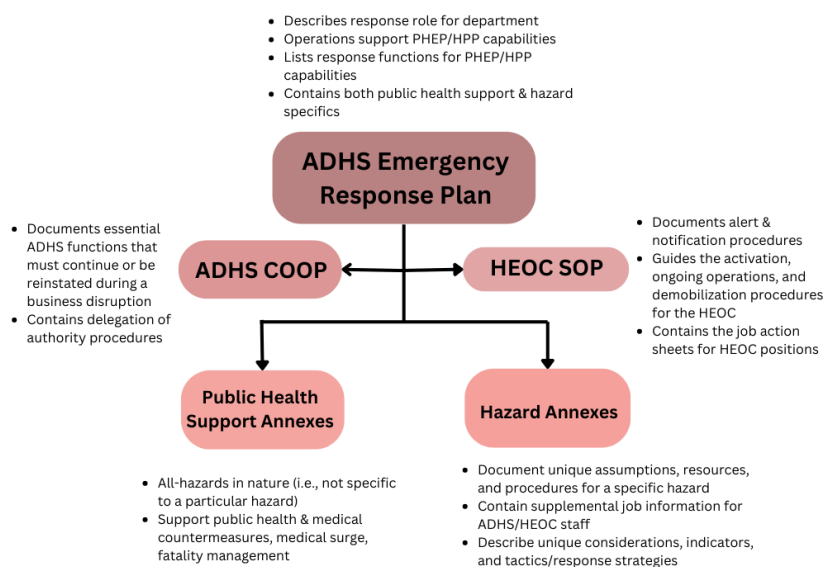 • Describes response role for department
• Operations support PHEP/HPP capabilities
• Lists response functions for PHEP/HPP
capabilities
• Contains both public health support & hazard
specifics
ADHS Emergency
Response Plan
• Documents essential
ADHS functions that
must continue or be
reinstated during a
business disruption
• Contains delegation of
authority procedures
ADHS COOP
HEOC SOP
• Documents alert &
notification procedures
• Guides the activation,
ongoing operations, and
demobilization procedures
for the HEOC
• Contains the job action
sheets for HEOC positions
Public Health
Support Annexes
Hazard Annexes
• All-hazards in nature (i.e., not specific
to a particular hazard)
• Support public health & medical
countermeasures, medical surge,
fatality management
• Document unique assumptions, resources,
and procedures for a specific hazard
• Contain supplemental job information for
ADHS/HEOC staff
• Describe unique considerations, indicators,
and tactics/response strategies